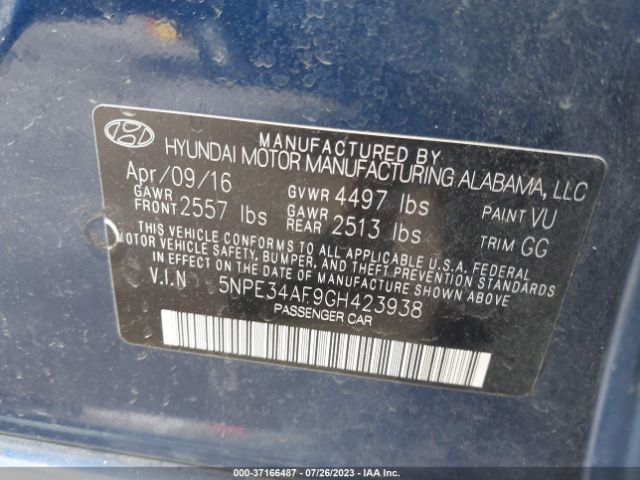 MANUFACTURED BY
HYUNDAI MOTOR MANUFACTURING ALABAMA, LLC
Apr/09/16 GVWR 4497 lbs PAINT VU
GAWR FRONT 2557 lbs GAWR REAR 2513 lbs TRIM GG
THIS VEHICLE CONFORMS TO ALL APPLICABLE U.S.A. FEDERAL
MOTOR VEHICLE SAFETY, BUMPER, AND THEFT PREVENTION STANDARDS
IN EFFECT ON THE DATE OF MANUFACTURE SHOWN ABOVE.
V.I.N 5NPE34AF9GH423938
PASSENGER CAR
000-37166487 - 07/26/2023 - IAA Inc.